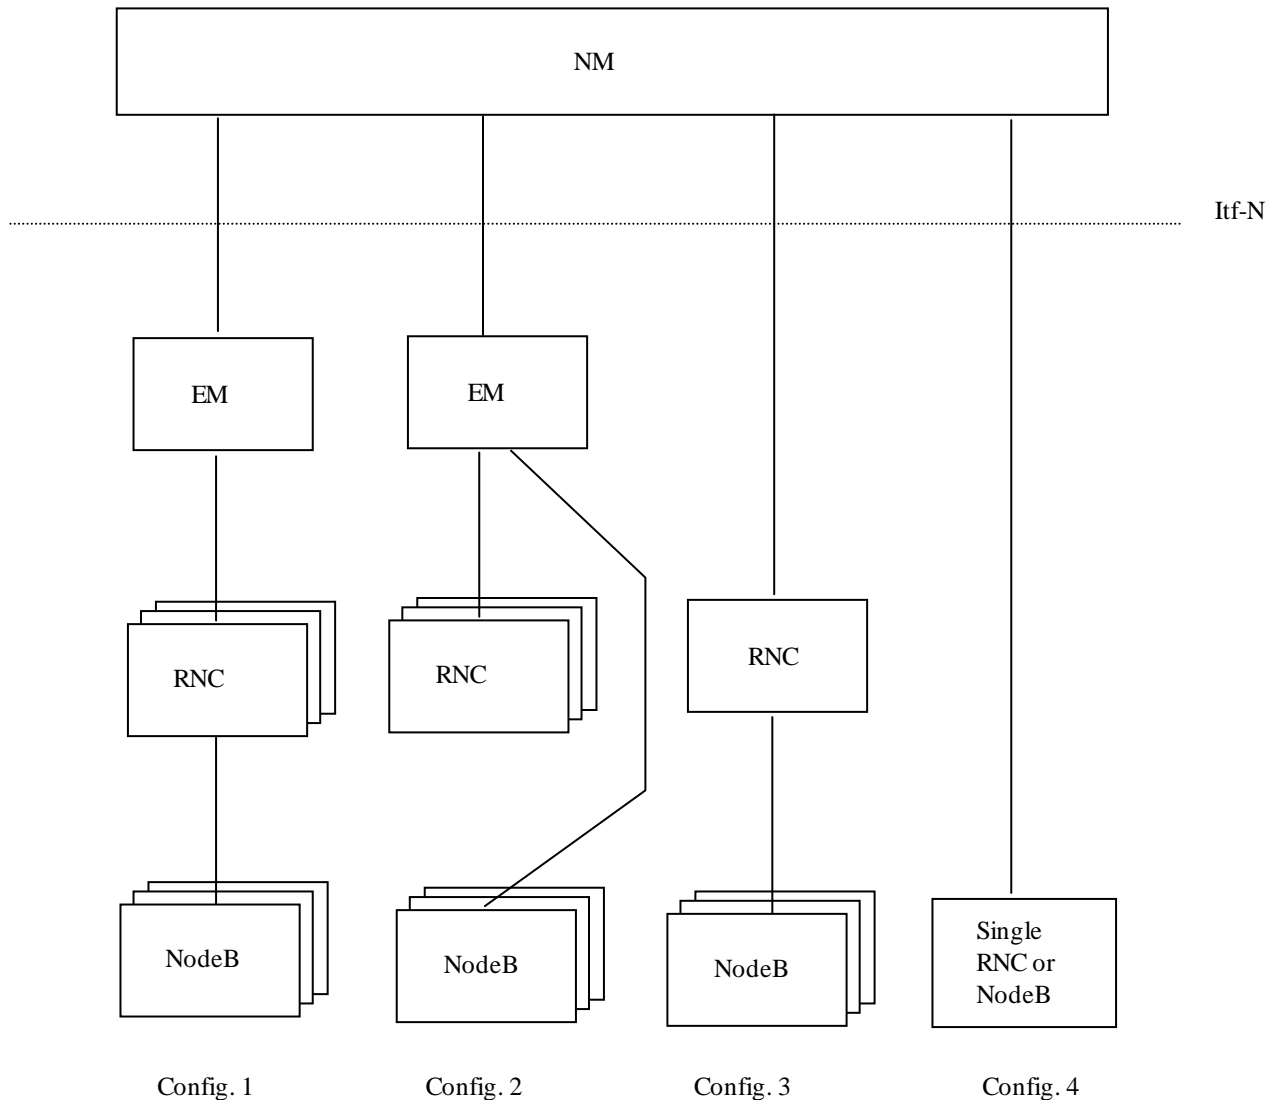 NM
Itf-N
EM
EM
RNC
RNC
RNC
NodeB
NodeB
NodeB
Single
RNC or
NodeB
Config. 1
Config. 2
Config. 3
Config. 4